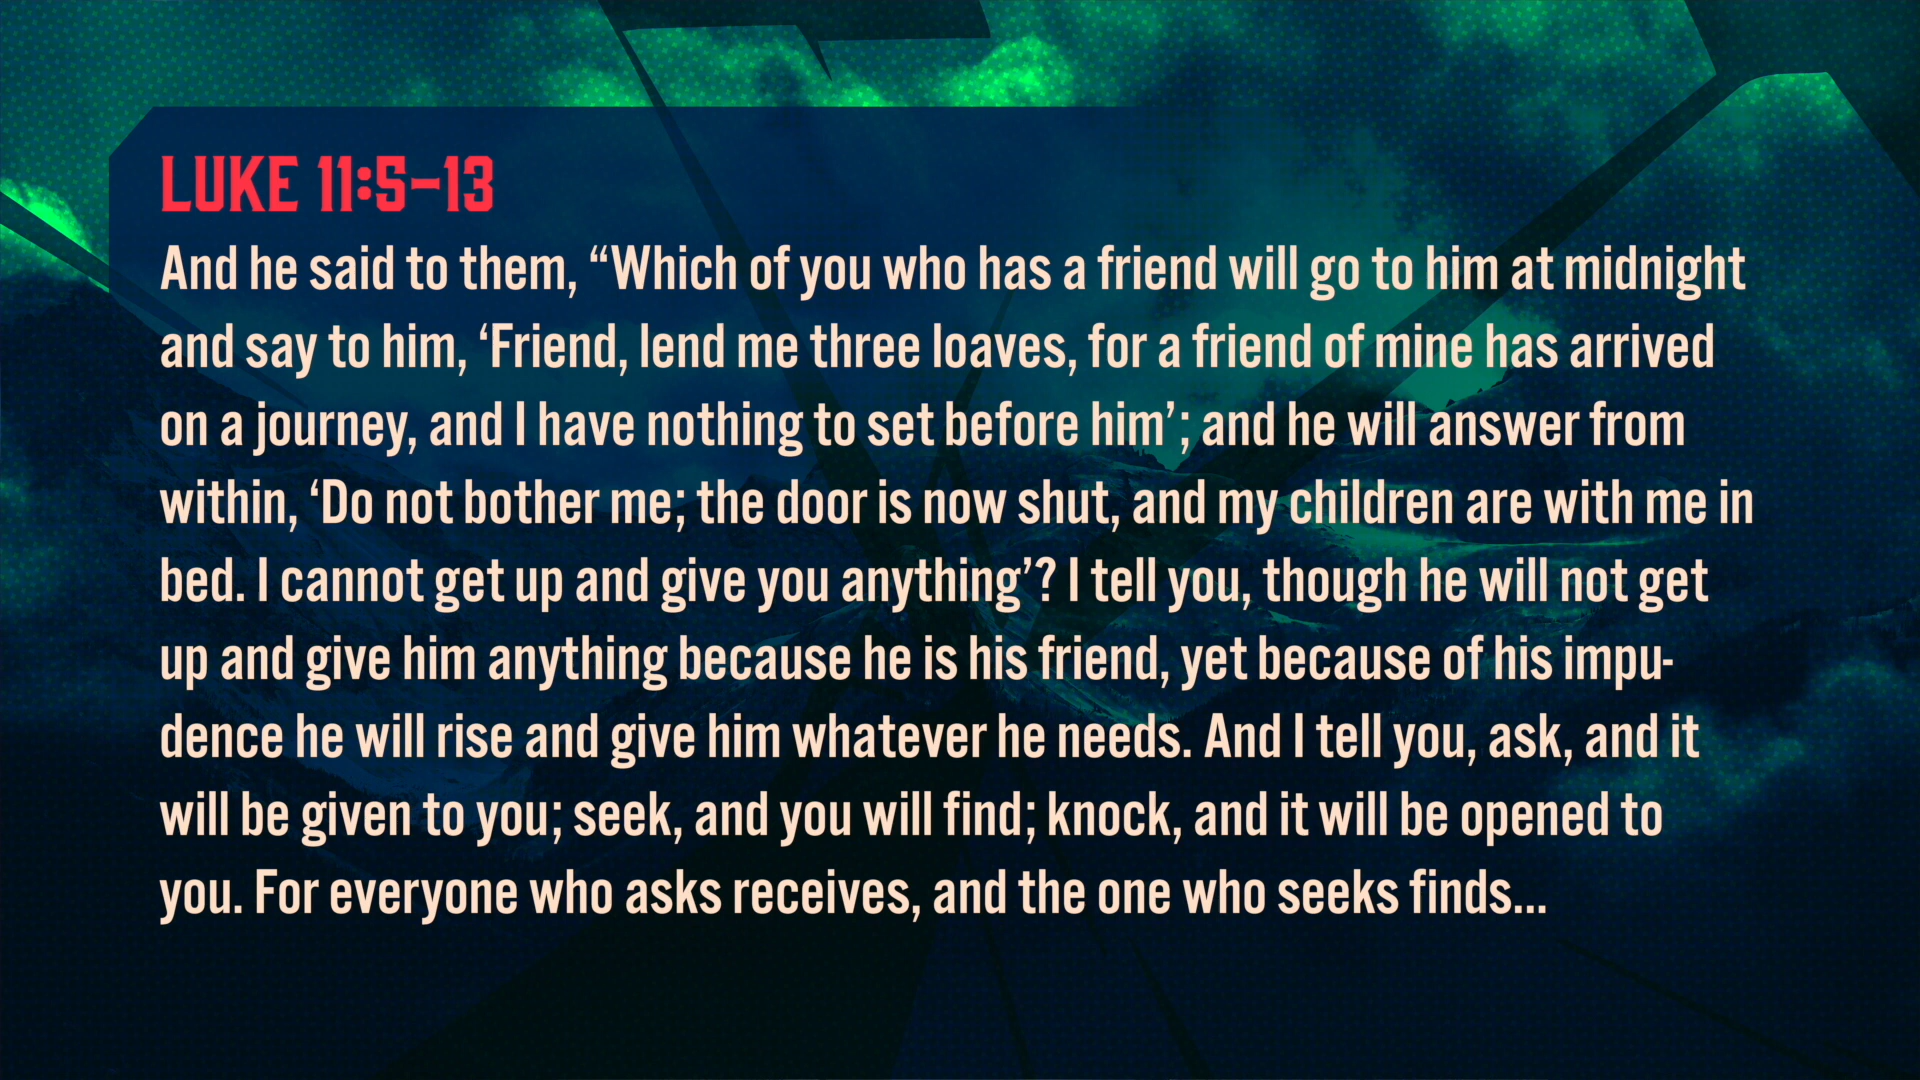 LUKE 11:5–13
And he said to them, “Which of you who has a friend will go to him at midnight
and say to him, ‘Friend, lend me three loaves, for a friend of mine has arrived
on a journey, and I have nothing to set before him’; and he will answer from
within, ‘Do not bother me; the door is now shut, and my children are with me in
bed. I cannot get up and give you anything’? I tell you, though he will not get
up and give him anything because he is his friend, yet because of his impu-
dence he will rise and give him whatever he needs. And I tell you, ask, and it
will be given to you; seek, and you will find; knock, and it will be opened to
you. For everyone who asks receives, and the one who seeks finds...